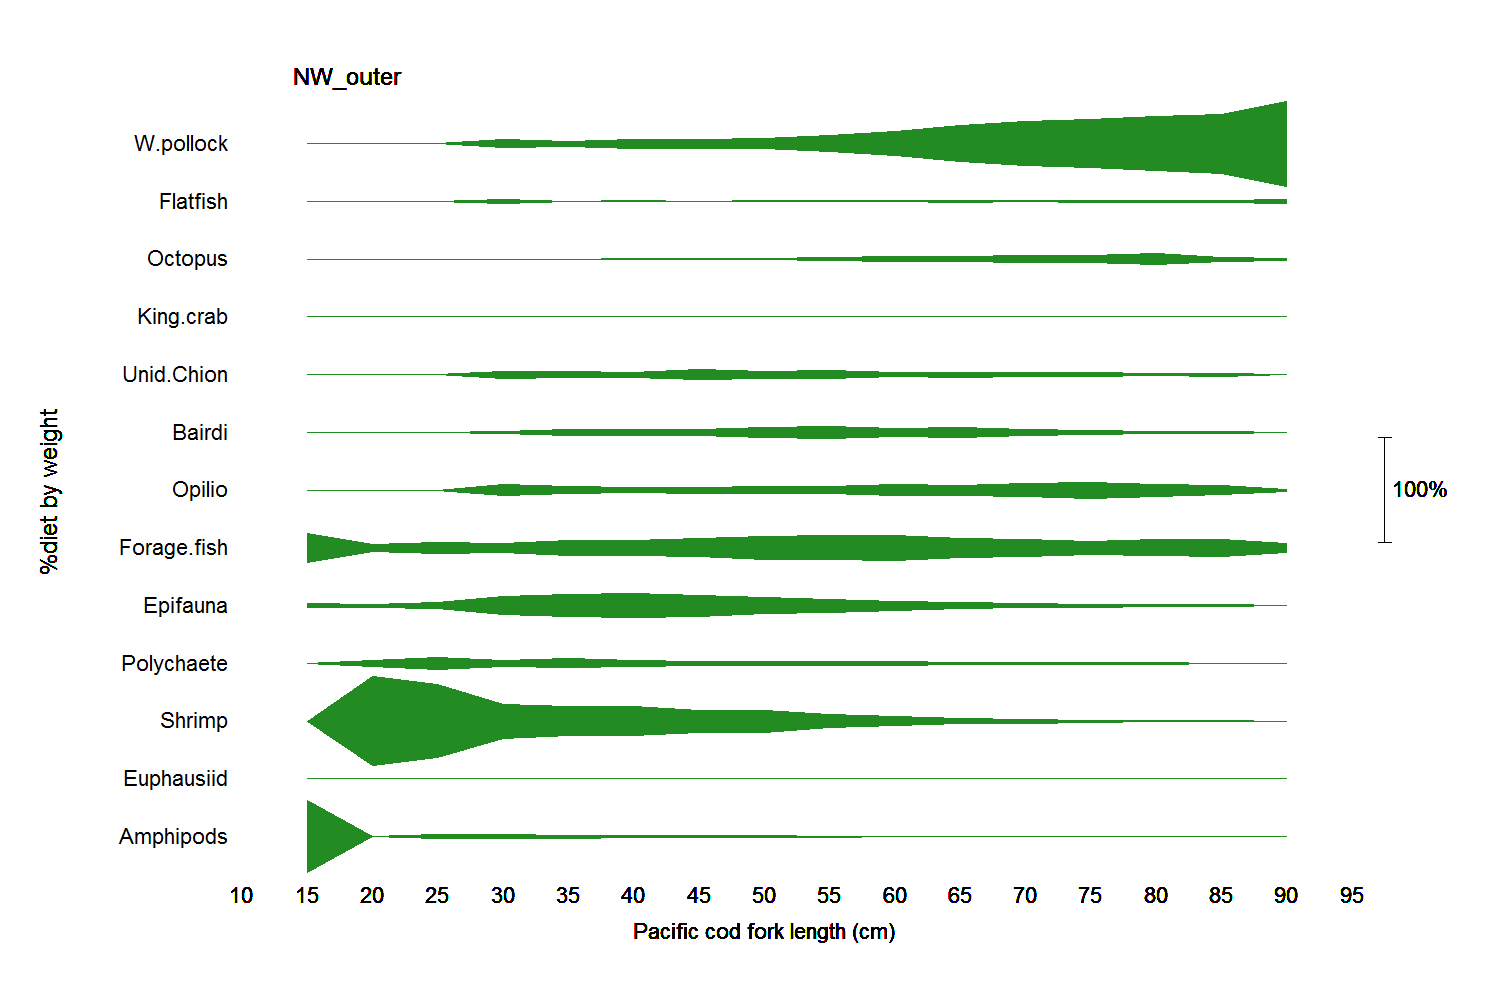 NW_outer
W.pollock
Flatfish
Octopus
King.crab
Unid.Chion
Bairdi
Opilio
Forage.fish
Epifauna
Polychaete
Shrimp
Euphausiid
Amphipods
%diet by weight
100%
10 15 20 25 30 35 40 45 50 55 60 65 70 75 80 85 90 95
Pacific cod fork length (cm)